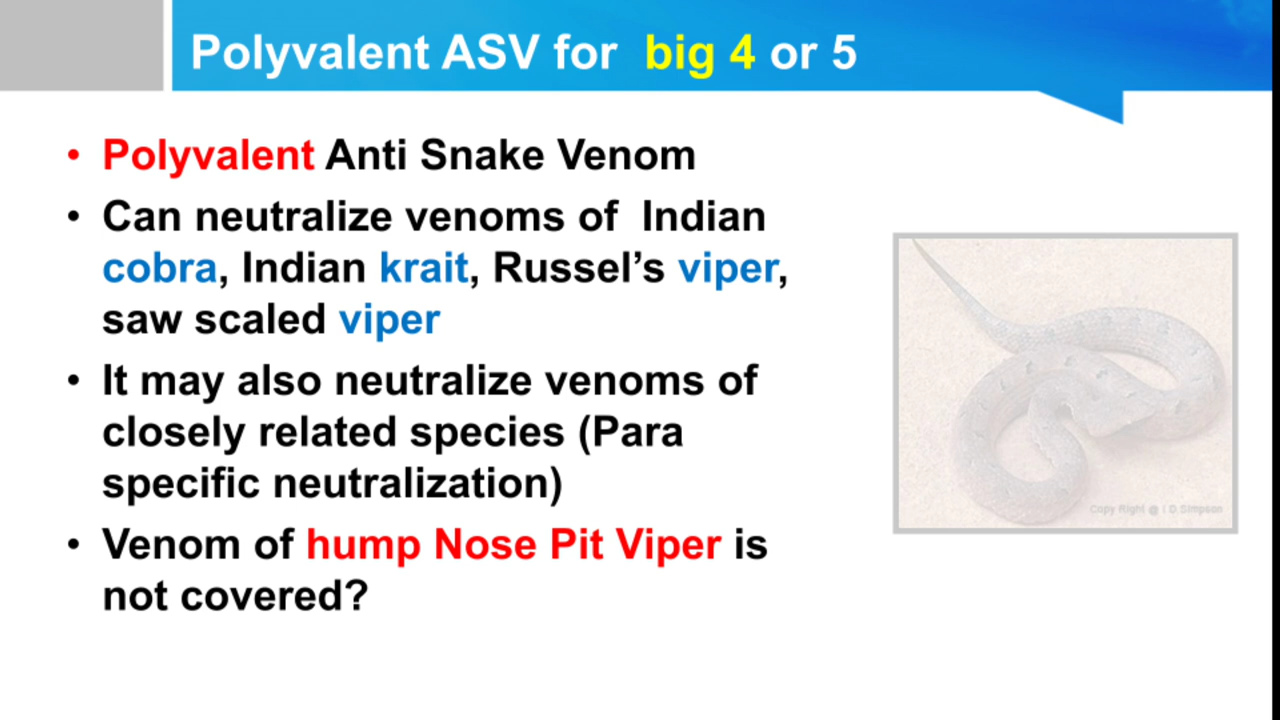 Polyvalent ASV for big 4 or 5
• Polyvalent Anti Snake Venom
• Can neutralize venoms of Indian
cobra, Indian krait, Russel’s viper,
saw scaled viper
• It may also neutralize venoms of
closely related species (Para
specific neutralization)
• Venom of hump Nose Pit Viper is
not covered?
Copy Right @ I D Simpson